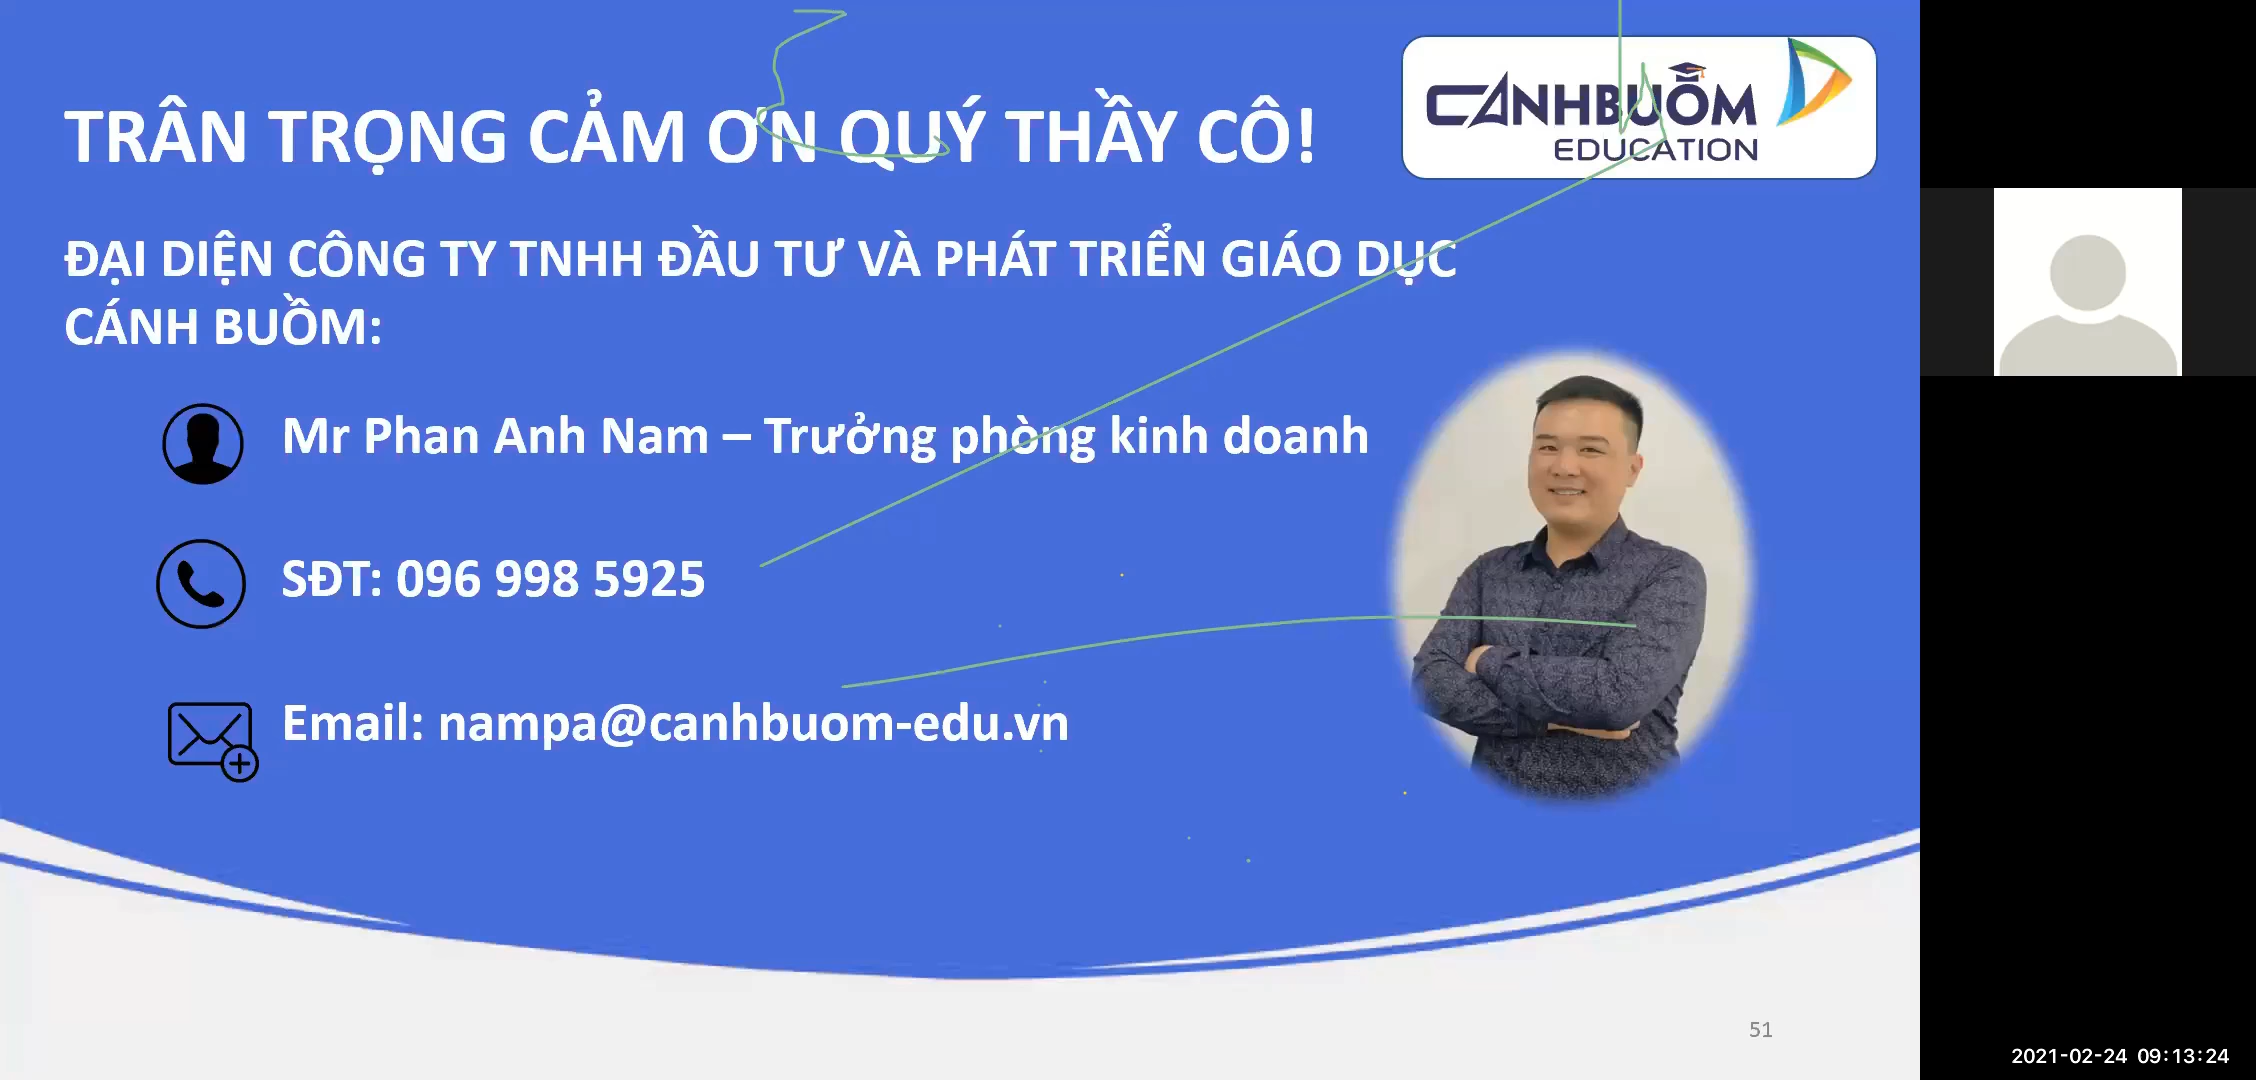 TRÂN TRỌNG CẢM ƠN QUÝ THẦY CÔ!
CÁNHBUỒM
EDUCATION
ĐẠI DIỆN CÔNG TY TNHH ĐẦU TƯ VÀ PHÁT TRIỂN GIÁO DỤC
CÁNH BUỒM:
Mr Phan Anh Nam – Trưởng phòng kinh doanh
SĐT: 096 998 5925
Email: nampa@canhbuom-edu.vn
51
2021-02-24 09:13:24